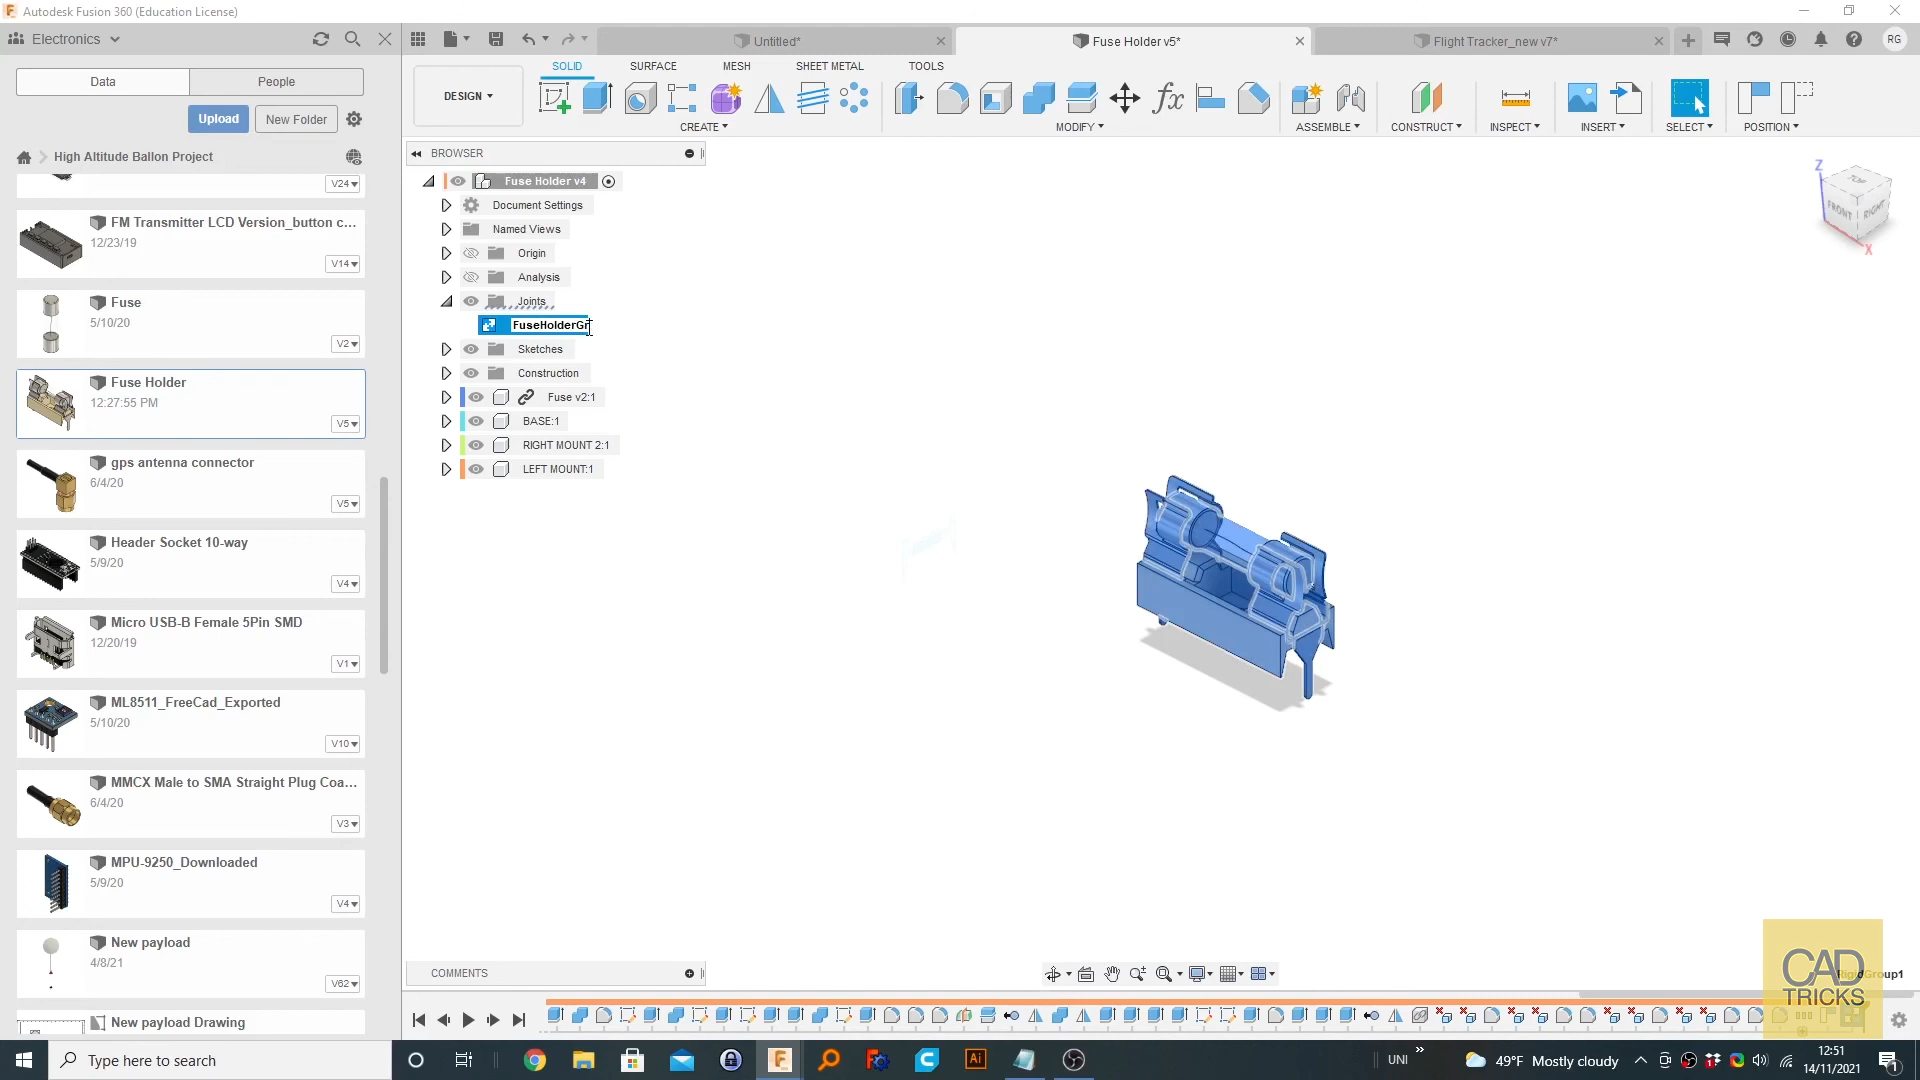 Autodesk Fusion 360 (Education License)
Electronics
Data
People
Upload
New Folder
High Altitude Ballon Project
V24
FM Transmitter LCD Version_button c...
12/23/19
V14
Fuse
5/10/20
V2
Fuse Holder
12:27:55 PM
V5
gps antenna connector
6/4/20
V5
Header Socket 10-way
5/9/20
V4
Micro USB-B Female 5Pin SMD
12/20/19
V1
ML8511_FreeCad_Exported
5/10/20
V10
MMCX Male to SMA Straight Plug Coa...
6/4/20
V3
MPU-9250_Downloaded
5/9/20
V4
New payload
4/8/21
V62
New payload Drawing
Untitled*
Fuse Holder v5*
Flight Tracker_new v7*
RG
DESIGN
SOLID
SURFACE
MESH
SHEET METAL
TOOLS
CREATE
MODIFY
ASSEMBLE
CONSTRUCT
INSPECT
INSERT
SELECT
POSITION
BROWSER
Fuse Holder v4
Document Settings
Named Views
Origin
Analysis
Joints
FuseHolderGr
Sketches
Construction
Fuse v2:1
BASE:1
RIGHT MOUNT 2:1
LEFT MOUNT:1
Z
TOP
FRONT
RIGHT
X
COMMENTS
RigidGroup1
CAD
TRICKS
Type here to search
UNI
49°F Mostly cloudy
12:51
14/11/2021
1